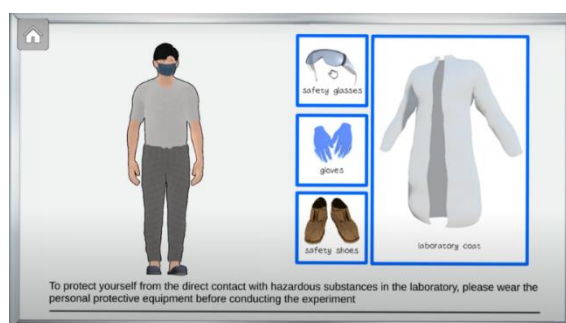 safety glasses
gloves
safety shoes
laboratory coat
To protect yourself from the direct contact with hazardous substances in the laboratory, please wear the
personal protective equipment before conducting the experiment